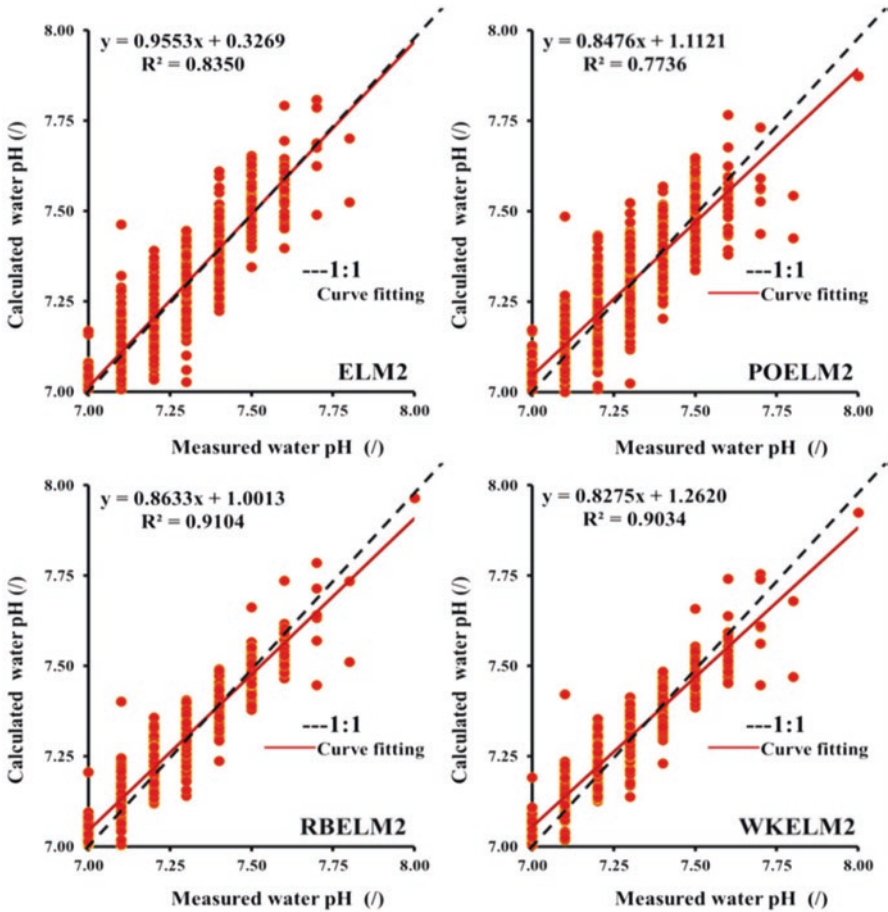 y = 0.9553x + 0.3269
R² = 0.8350
8.00
7.75
7.50
7.25
7.00
Calculated water pH (/)
---1:1
Curve fitting
ELM2
7.00 7.25 7.50 7.75 8.00
Measured water pH (/)
y = 0.8476x + 1.1121
R² = 0.7736
8.00
7.75
7.50
7.25
7.00
Calculated water pH (/)
---1:1
Curve fitting
POELM2
7.00 7.25 7.50 7.75 8.00
Measured water pH (/)
y = 0.8633x + 1.0013
R² = 0.9104
8.00
7.75
7.50
7.25
7.00
Calculated water pH (/)
---1:1
Curve fitting
RBELM2
7.00 7.25 7.50 7.75 8.00
Measured water pH (/)
y = 0.8275x + 1.2620
R² = 0.9034
8.00
7.75
7.50
7.25
7.00
Calculated water pH (/)
---1:1
Curve fitting
WKELM2
7.00 7.25 7.50 7.75 8.00
Measured water pH (/)